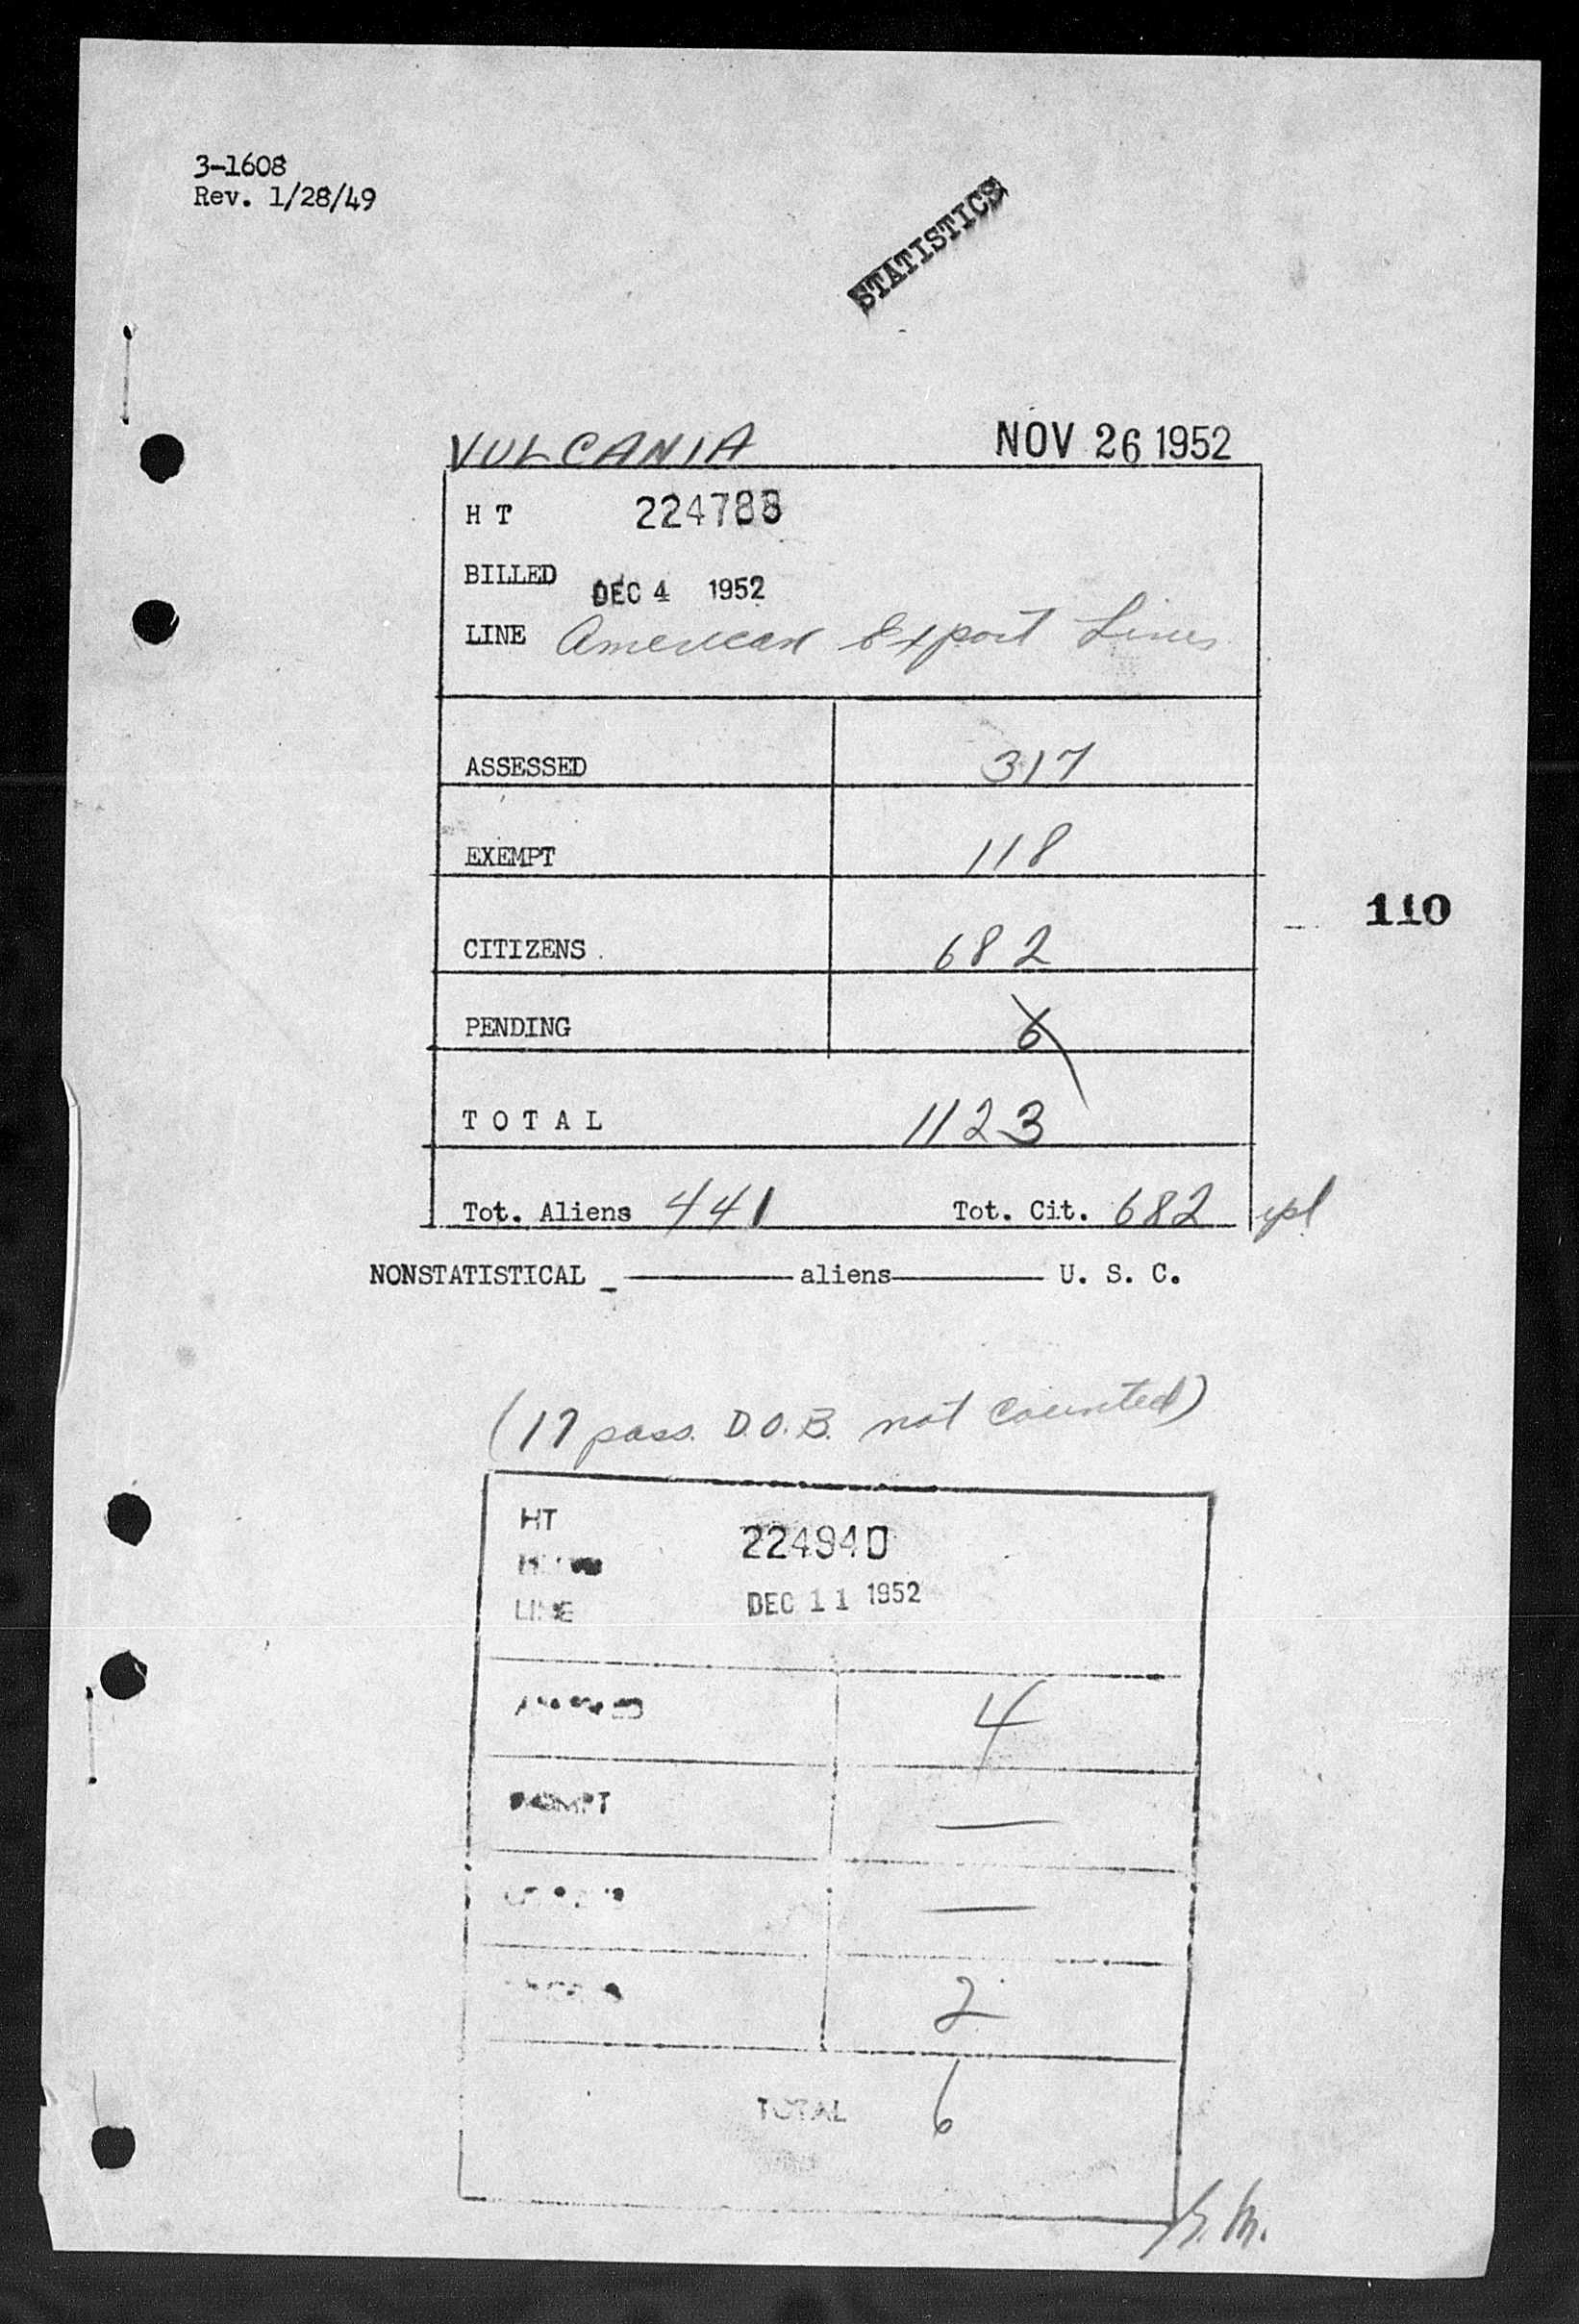 3-1608
Rev. 1/28/49
STATISTICS
VULCANIA NOV 26 1952
H T 224788
BILLED DEC 4 1952
LINE American Export Lines
ASSESSED 317
EXEMPT 118
CITIZENS 682
110
PENDING 6
T O T A L 1123
Tot. Aliens 441 Tot. Cit. 682
NONSTATISTICAL aliens U. S. C.
(17 pass. D.O.B. not counted)
HT 224940
LINE DEC 11 1952
4
EXEMPT —
—
2
TOTAL 6